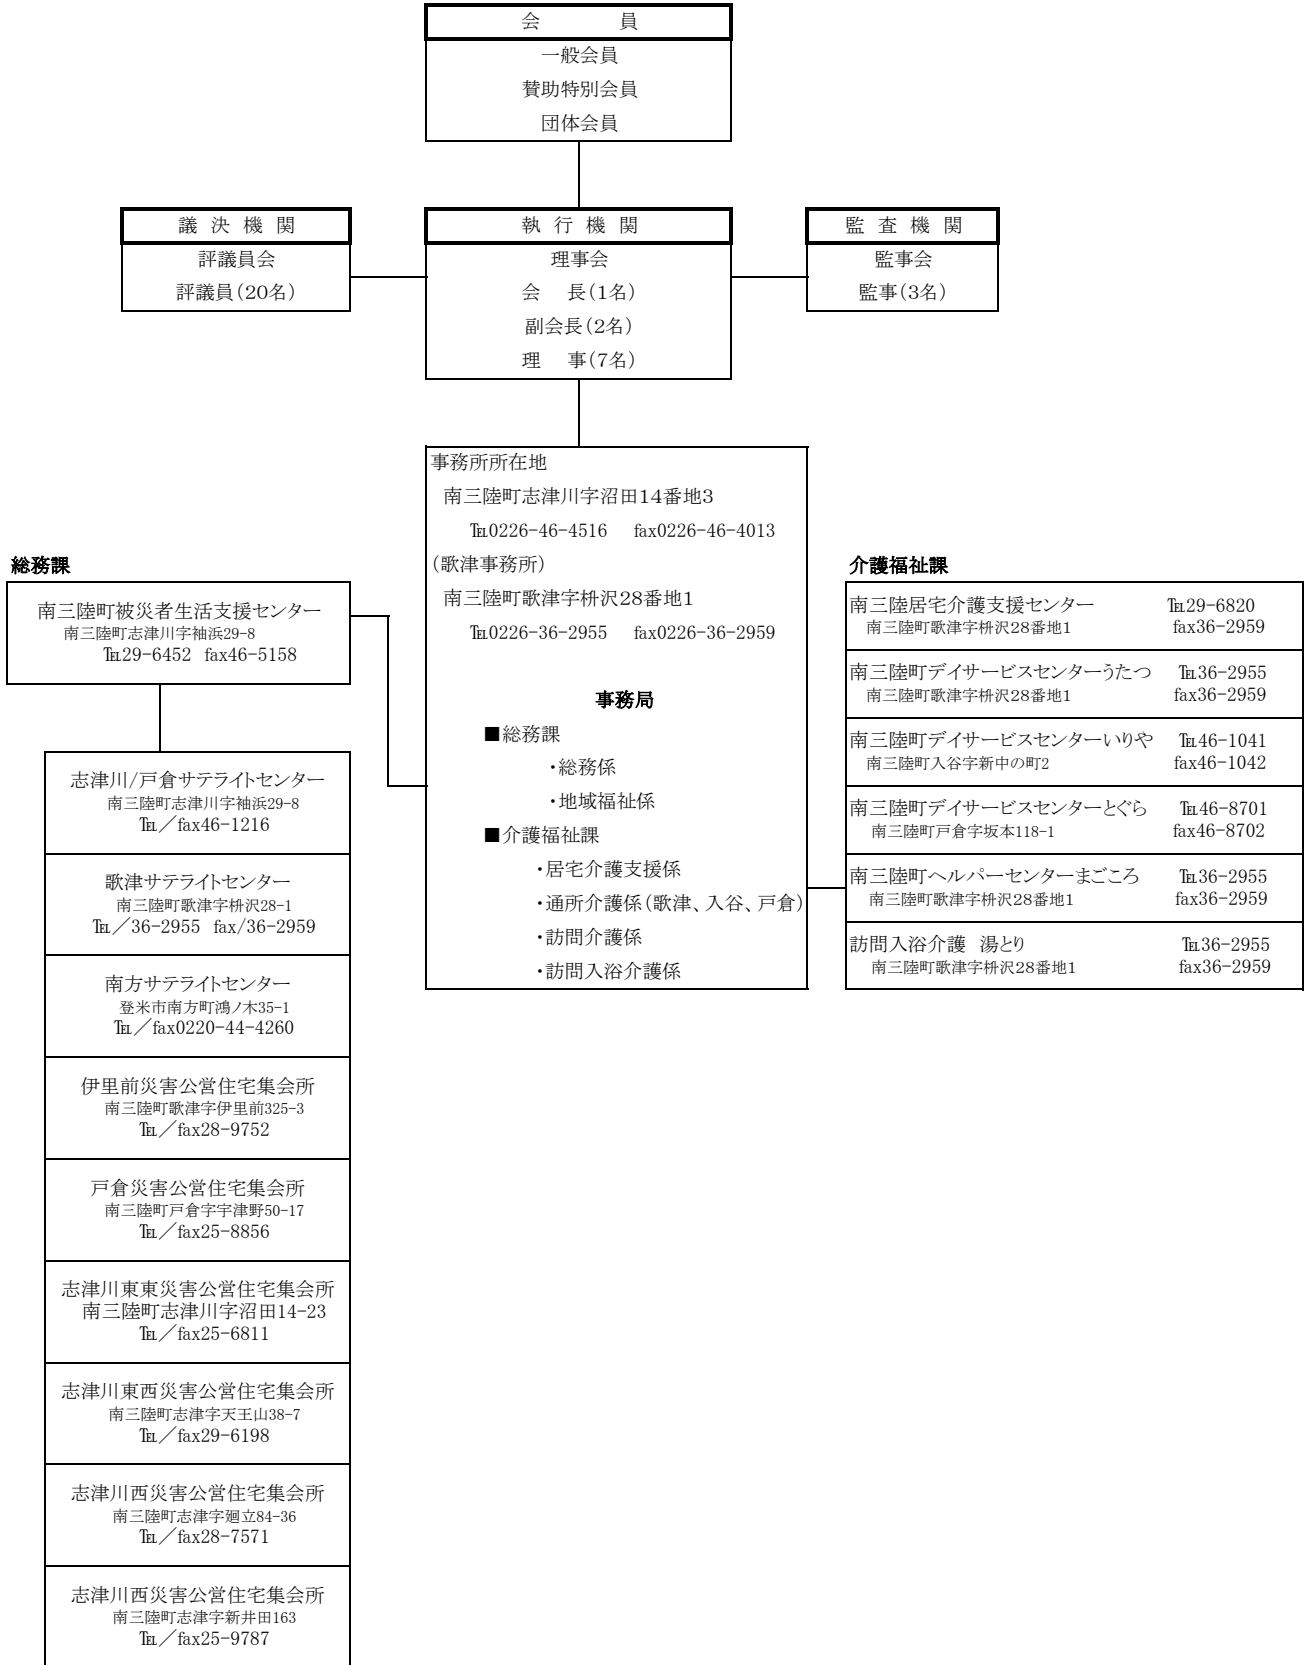 会　　　員
一般会員
賛助特別会員
団体会員
議 決 機 関
評議員会
評議員(20名)
執 行 機 関
理事会
会　長(1名)
副会長(2名)
理　事(7名)
監 査 機 関
監事会
監事(3名)
事務所所在地
南三陸町志津川字沼田14番地3
℡0226-46-4516　fax0226-46-4013
(歌津事務所)
南三陸町歌津字枡沢28番地1
℡0226-36-2955　fax0226-36-2959
事務局
■総務課
・総務係
・地域福祉係
■介護福祉課
・居宅介護支援係
・通所介護係(歌津、入谷、戸倉)
・訪問介護係
・訪問入浴介護係
総務課
南三陸町被災者生活支援センター
南三陸町志津川字袖浜29-8
℡29-6452 fax46-5158
志津川/戸倉サテライトセンター
南三陸町志津川字袖浜29-8
℡／fax46-1216
歌津サテライトセンター
南三陸町歌津字枡沢28-1
℡／36-2955 fax/36-2959
南方サテライトセンター
登米市南方町鴻ノ木35-1
℡／fax0220-44-4260
伊里前災害公営住宅集会所
南三陸町歌津字伊里前325-3
℡／fax28-9752
戸倉災害公営住宅集会所
南三陸町戸倉字宇津野50-17
℡／fax25-8856
志津川東東災害公営住宅集会所
南三陸町志津川字沼田14-23
℡／fax25-6811
志津川東西災害公営住宅集会所
南三陸町志津字天王山38-7
℡／fax29-6198
志津川西災害公営住宅集会所
南三陸町志津字廻立84-36
℡／fax28-7571
志津川西災害公営住宅集会所
南三陸町志津字新井田163
℡／fax25-9787
介護福祉課
南三陸居宅介護支援センター　℡29-6820
南三陸町歌津字枡沢28番地1　fax36-2959
南三陸町デイサービスセンターうたつ　℡36-2955
南三陸町歌津字枡沢28番地1　fax36-2959
南三陸町デイサービスセンターいりや　℡46-1041
南三陸町入谷字新中の町2　fax46-1042
南三陸町デイサービスセンターとぐら　℡46-8701
南三陸町戸倉字坂本118-1　fax46-8702
南三陸町ヘルパーセンターまごころ　℡36-2955
南三陸町歌津字枡沢28番地1　fax36-2959
訪問入浴介護　湯とり　℡36-2955
南三陸町歌津字枡沢28番地1　fax36-2959